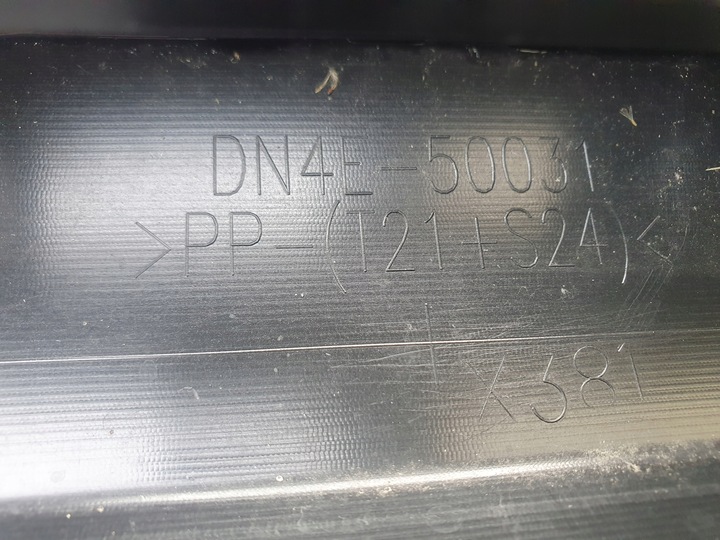 DN4E-50031
>PP-(T21+S24)<
X381